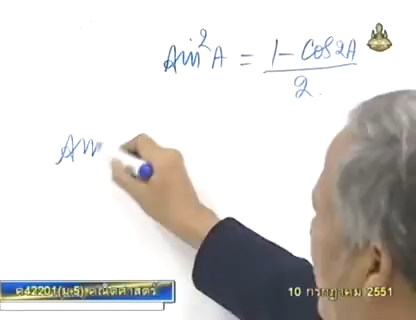 sin²A = 1 - cos2A / 2
sin
ค42201(ม.5) คณิตศาสตร์
10 กรกฎาคม 2551